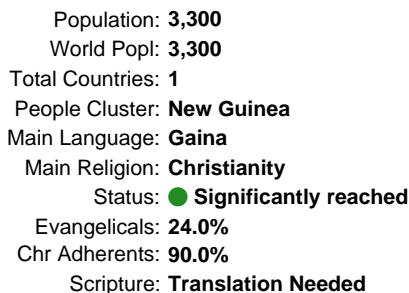 Population: 3,300
World Popl: 3,300
Total Countries: 1
People Cluster: New Guinea
Main Language: Gaina
Main Religion: Christianity
Status: Significantly reached
Evangelicals: 24.0%
Chr Adherents: 90.0%
Scripture: Translation Needed